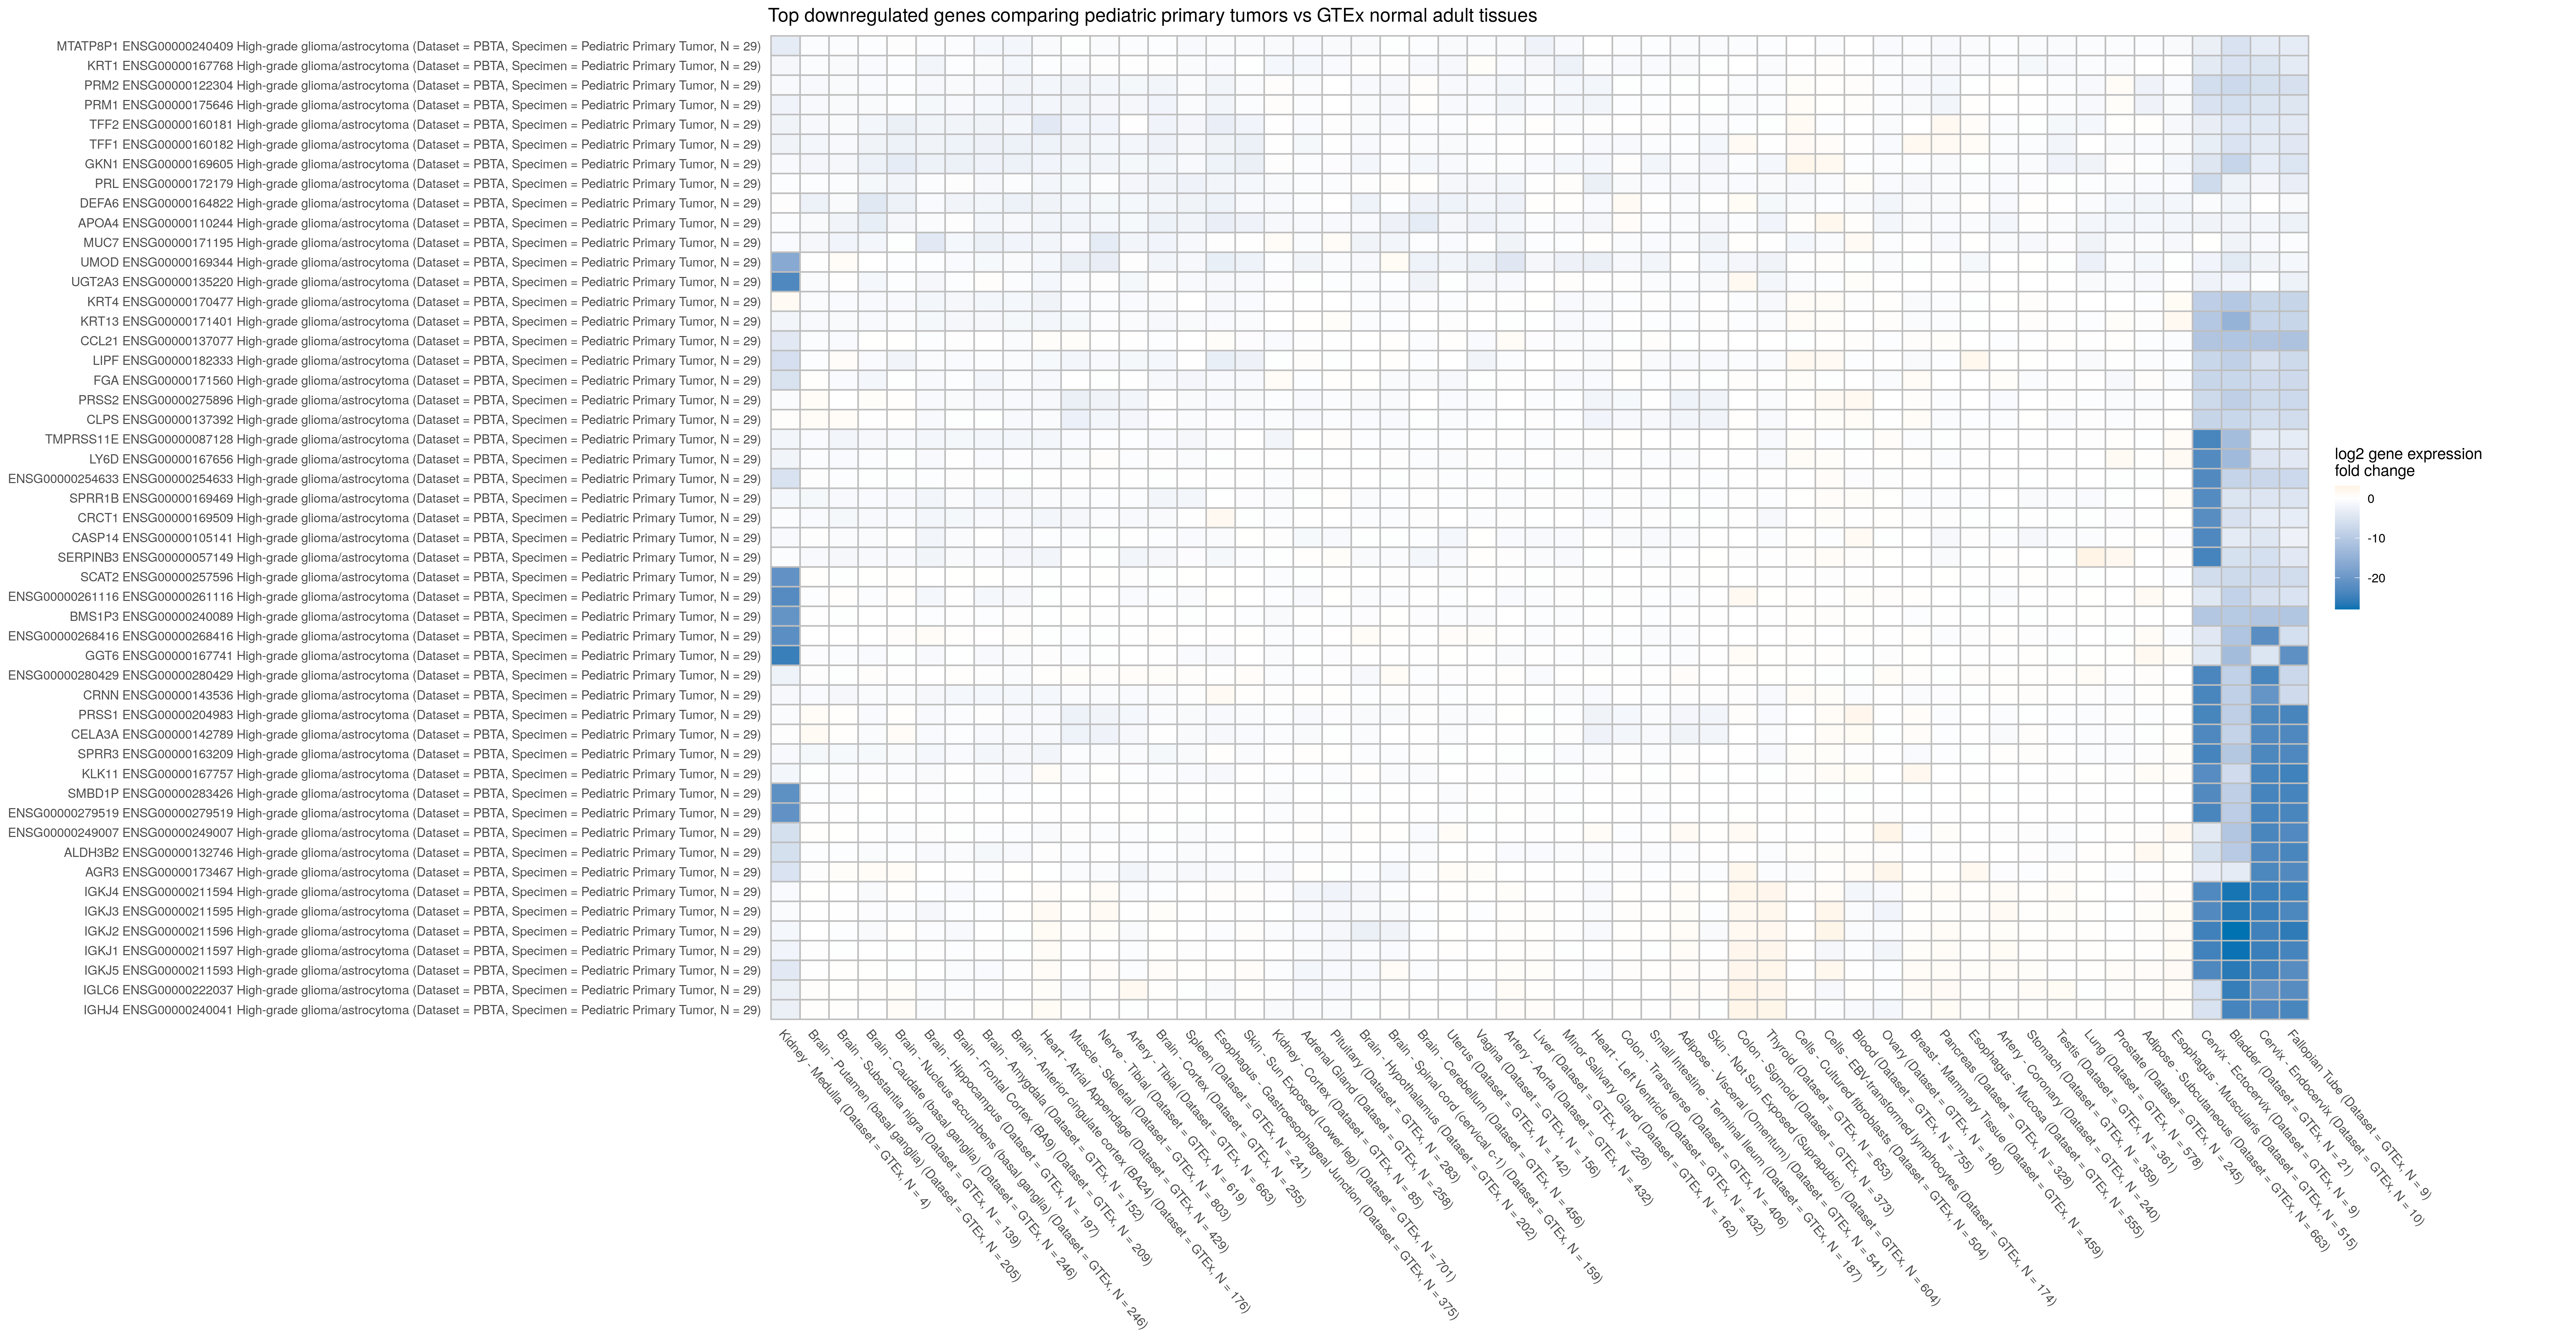 Top downregulated genes comparing pediatric primary tumors vs GTEx normal adult tissues
MTATP8P1 ENSG00000240409 High-grade glioma/astrocytoma (Dataset = PBTA, Specimen = Pediatric Primary Tumor, N = 29)
KRT1 ENSG00000167768 High-grade glioma/astrocytoma (Dataset = PBTA, Specimen = Pediatric Primary Tumor, N = 29)
PRM2 ENSG00000122304 High-grade glioma/astrocytoma (Dataset = PBTA, Specimen = Pediatric Primary Tumor, N = 29)
PRM1 ENSG00000175646 High-grade glioma/astrocytoma (Dataset = PBTA, Specimen = Pediatric Primary Tumor, N = 29)
TFF2 ENSG00000160181 High-grade glioma/astrocytoma (Dataset = PBTA, Specimen = Pediatric Primary Tumor, N = 29)
TFF1 ENSG00000160182 High-grade glioma/astrocytoma (Dataset = PBTA, Specimen = Pediatric Primary Tumor, N = 29)
GKN1 ENSG00000169605 High-grade glioma/astrocytoma (Dataset = PBTA, Specimen = Pediatric Primary Tumor, N = 29)
PRL ENSG00000172179 High-grade glioma/astrocytoma (Dataset = PBTA, Specimen = Pediatric Primary Tumor, N = 29)
DEFA6 ENSG00000164822 High-grade glioma/astrocytoma (Dataset = PBTA, Specimen = Pediatric Primary Tumor, N = 29)
APOA4 ENSG00000110244 High-grade glioma/astrocytoma (Dataset = PBTA, Specimen = Pediatric Primary Tumor, N = 29)
MUC7 ENSG00000171195 High-grade glioma/astrocytoma (Dataset = PBTA, Specimen = Pediatric Primary Tumor, N = 29)
UMOD ENSG00000169344 High-grade glioma/astrocytoma (Dataset = PBTA, Specimen = Pediatric Primary Tumor, N = 29)
UGT2A3 ENSG00000135220 High-grade glioma/astrocytoma (Dataset = PBTA, Specimen = Pediatric Primary Tumor, N = 29)
KRT4 ENSG00000170477 High-grade glioma/astrocytoma (Dataset = PBTA, Specimen = Pediatric Primary Tumor, N = 29)
KRT13 ENSG00000171401 High-grade glioma/astrocytoma (Dataset = PBTA, Specimen = Pediatric Primary Tumor, N = 29)
CCL21 ENSG00000137077 High-grade glioma/astrocytoma (Dataset = PBTA, Specimen = Pediatric Primary Tumor, N = 29)
LIPF ENSG00000182333 High-grade glioma/astrocytoma (Dataset = PBTA, Specimen = Pediatric Primary Tumor, N = 29)
FGA ENSG00000171560 High-grade glioma/astrocytoma (Dataset = PBTA, Specimen = Pediatric Primary Tumor, N = 29)
PRSS2 ENSG00000275896 High-grade glioma/astrocytoma (Dataset = PBTA, Specimen = Pediatric Primary Tumor, N = 29)
CLPS ENSG00000137392 High-grade glioma/astrocytoma (Dataset = PBTA, Specimen = Pediatric Primary Tumor, N = 29)
TMPRSS11E ENSG00000087128 High-grade glioma/astrocytoma (Dataset = PBTA, Specimen = Pediatric Primary Tumor, N = 29)
LY6D ENSG00000167656 High-grade glioma/astrocytoma (Dataset = PBTA, Specimen = Pediatric Primary Tumor, N = 29)
ENSG00000254633 ENSG00000254633 High-grade glioma/astrocytoma (Dataset = PBTA, Specimen = Pediatric Primary Tumor, N = 29)
SPRR1B ENSG00000169469 High-grade glioma/astrocytoma (Dataset = PBTA, Specimen = Pediatric Primary Tumor, N = 29)
CRCT1 ENSG00000169509 High-grade glioma/astrocytoma (Dataset = PBTA, Specimen = Pediatric Primary Tumor, N = 29)
CASP14 ENSG00000105141 High-grade glioma/astrocytoma (Dataset = PBTA, Specimen = Pediatric Primary Tumor, N = 29)
SERPINB3 ENSG00000057149 High-grade glioma/astrocytoma (Dataset = PBTA, Specimen = Pediatric Primary Tumor, N = 29)
SCAT2 ENSG00000257596 High-grade glioma/astrocytoma (Dataset = PBTA, Specimen = Pediatric Primary Tumor, N = 29)
ENSG00000261116 ENSG00000261116 High-grade glioma/astrocytoma (Dataset = PBTA, Specimen = Pediatric Primary Tumor, N = 29)
BMS1P3 ENSG00000240089 High-grade glioma/astrocytoma (Dataset = PBTA, Specimen = Pediatric Primary Tumor, N = 29)
ENSG00000268416 ENSG00000268416 High-grade glioma/astrocytoma (Dataset = PBTA, Specimen = Pediatric Primary Tumor, N = 29)
GGT6 ENSG00000167741 High-grade glioma/astrocytoma (Dataset = PBTA, Specimen = Pediatric Primary Tumor, N = 29)
ENSG00000280429 ENSG00000280429 High-grade glioma/astrocytoma (Dataset = PBTA, Specimen = Pediatric Primary Tumor, N = 29)
CRNN ENSG00000143536 High-grade glioma/astrocytoma (Dataset = PBTA, Specimen = Pediatric Primary Tumor, N = 29)
PRSS1 ENSG00000204983 High-grade glioma/astrocytoma (Dataset = PBTA, Specimen = Pediatric Primary Tumor, N = 29)
CELA3A ENSG00000142789 High-grade glioma/astrocytoma (Dataset = PBTA, Specimen = Pediatric Primary Tumor, N = 29)
SPRR3 ENSG00000163209 High-grade glioma/astrocytoma (Dataset = PBTA, Specimen = Pediatric Primary Tumor, N = 29)
KLK11 ENSG00000167757 High-grade glioma/astrocytoma (Dataset = PBTA, Specimen = Pediatric Primary Tumor, N = 29)
SMBD1P ENSG00000283426 High-grade glioma/astrocytoma (Dataset = PBTA, Specimen = Pediatric Primary Tumor, N = 29)
ENSG00000279519 ENSG00000279519 High-grade glioma/astrocytoma (Dataset = PBTA, Specimen = Pediatric Primary Tumor, N = 29)
ENSG00000249007 ENSG00000249007 High-grade glioma/astrocytoma (Dataset = PBTA, Specimen = Pediatric Primary Tumor, N = 29)
ALDH3B2 ENSG00000132746 High-grade glioma/astrocytoma (Dataset = PBTA, Specimen = Pediatric Primary Tumor, N = 29)
AGR3 ENSG00000173467 High-grade glioma/astrocytoma (Dataset = PBTA, Specimen = Pediatric Primary Tumor, N = 29)
IGKJ4 ENSG00000211594 High-grade glioma/astrocytoma (Dataset = PBTA, Specimen = Pediatric Primary Tumor, N = 29)
IGKJ3 ENSG00000211595 High-grade glioma/astrocytoma (Dataset = PBTA, Specimen = Pediatric Primary Tumor, N = 29)
IGKJ2 ENSG00000211596 High-grade glioma/astrocytoma (Dataset = PBTA, Specimen = Pediatric Primary Tumor, N = 29)
IGKJ1 ENSG00000211597 High-grade glioma/astrocytoma (Dataset = PBTA, Specimen = Pediatric Primary Tumor, N = 29)
IGKJ5 ENSG00000211593 High-grade glioma/astrocytoma (Dataset = PBTA, Specimen = Pediatric Primary Tumor, N = 29)
IGLC6 ENSG00000222037 High-grade glioma/astrocytoma (Dataset = PBTA, Specimen = Pediatric Primary Tumor, N = 29)
IGHJ4 ENSG00000240041 High-grade glioma/astrocytoma (Dataset = PBTA, Specimen = Pediatric Primary Tumor, N = 29)
Kidney - Medulla (Dataset = GTEx, N = 4)
Brain - Putamen (basal ganglia) (Dataset = GTEx, N = 205)
Brain - Substantia nigra (Dataset = GTEx, N = 139)
Brain - Caudate (basal ganglia) (Dataset = GTEx, N = 246)
Brain - Nucleus accumbens (basal ganglia) (Dataset = GTEx, N = 246)
Brain - Hippocampus (Dataset = GTEx, N = 197)
Brain - Frontal Cortex (BA9) (Dataset = GTEx, N = 209)
Brain - Amygdala (Dataset = GTEx, N = 152)
Brain - Anterior cingulate cortex (BA24) (Dataset = GTEx, N = 176)
Heart - Atrial Appendage (Dataset = GTEx, N = 429)
Muscle - Skeletal (Dataset = GTEx, N = 803)
Nerve - Tibial (Dataset = GTEx, N = 619)
Artery - Tibial (Dataset = GTEx, N = 663)
Brain - Cortex (Dataset = GTEx, N = 255)
Spleen (Dataset = GTEx, N = 241)
Esophagus - Gastroesophageal Junction (Dataset = GTEx, N = 375)
Skin - Sun Exposed (Lower leg) (Dataset = GTEx, N = 701)
Kidney - Cortex (Dataset = GTEx, N = 85)
Adrenal Gland (Dataset = GTEx, N = 258)
Pituitary (Dataset = GTEx, N = 283)
Brain - Hypothalamus (Dataset = GTEx, N = 202)
Brain - Spinal cord (cervical c-1) (Dataset = GTEx, N = 159)
Brain - Cerebellum (Dataset = GTEx, N = 456)
Uterus (Dataset = GTEx, N = 142)
Vagina (Dataset = GTEx, N = 156)
Artery - Aorta (Dataset = GTEx, N = 432)
Liver (Dataset = GTEx, N = 226)
Minor Salivary Gland (Dataset = GTEx, N = 162)
Heart - Left Ventricle (Dataset = GTEx, N = 432)
Colon - Transverse (Dataset = GTEx, N = 406)
Small Intestine - Terminal Ileum (Dataset = GTEx, N = 187)
Adipose - Visceral (Omentum) (Dataset = GTEx, N = 541)
Skin - Not Sun Exposed (Suprapubic) (Dataset = GTEx, N = 604)
Colon - Sigmoid (Dataset = GTEx, N = 373)
Thyroid (Dataset = GTEx, N = 653)
Cells - Cultured fibroblasts (Dataset = GTEx, N = 504)
Cells - EBV-transformed lymphocytes (Dataset = GTEx, N = 174)
Blood (Dataset = GTEx, N = 755)
Ovary (Dataset = GTEx, N = 180)
Breast - Mammary Tissue (Dataset = GTEx, N = 459)
Pancreas (Dataset = GTEx, N = 328)
Esophagus - Mucosa (Dataset = GTEx, N = 555)
Artery - Coronary (Dataset = GTEx, N = 240)
Stomach (Dataset = GTEx, N = 359)
Testis (Dataset = GTEx, N = 361)
Lung (Dataset = GTEx, N = 578)
Prostate (Dataset = GTEx, N = 245)
Adipose - Subcutaneous (Dataset = GTEx, N = 663)
Esophagus - Muscularis (Dataset = GTEx, N = 515)
Cervix - Ectocervix (Dataset = GTEx, N = 9)
Bladder (Dataset = GTEx, N = 21)
Cervix - Endocervix (Dataset = GTEx, N = 10)
Fallopian Tube (Dataset = GTEx, N = 9)
log2 gene expression
fold change
0
-10
-20